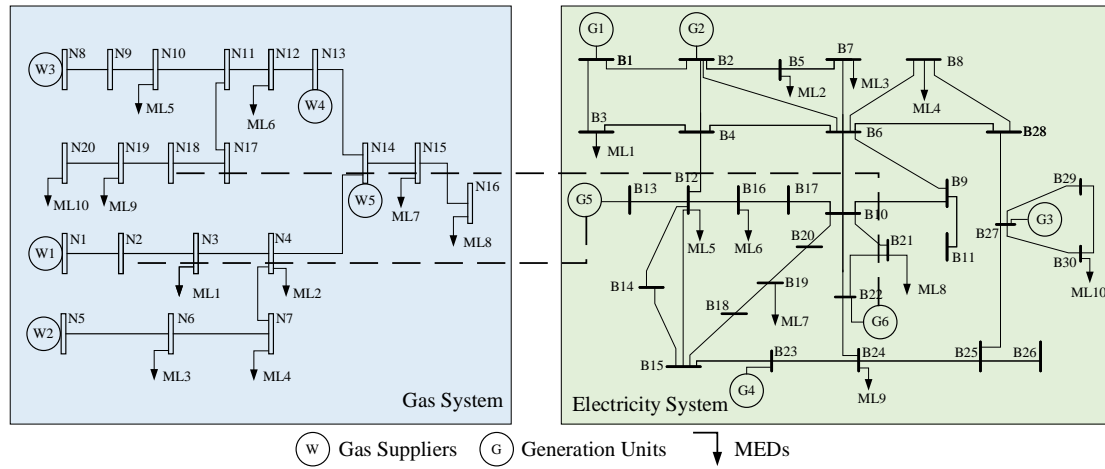 N8 N9 N10 N11 N12 N13
W3
W4
ML5 ML6
N20 N19 N18 N17 N14 N15
N16
W5
ML10 ML9 ML7
ML8
N1 N2 N3 N4
W1
ML1 ML2
N5 N6 N7
W2
ML3 ML4
Gas System
G1 G2
B1 B2 B5 B7 B8
ML2 ML3 ML4
B3 B4 B6 B28
ML1
B12 B9 B29
G5 B13 B16 B17
B10 B27 G3
B20 B21 B11 B30
ML5 ML6
B14 B19 B22 ML8 ML10
B18 ML7 G6
B15 B23 B24 B25 B26
G4
ML9
Electricity System
W Gas Suppliers G Generation Units MEDs